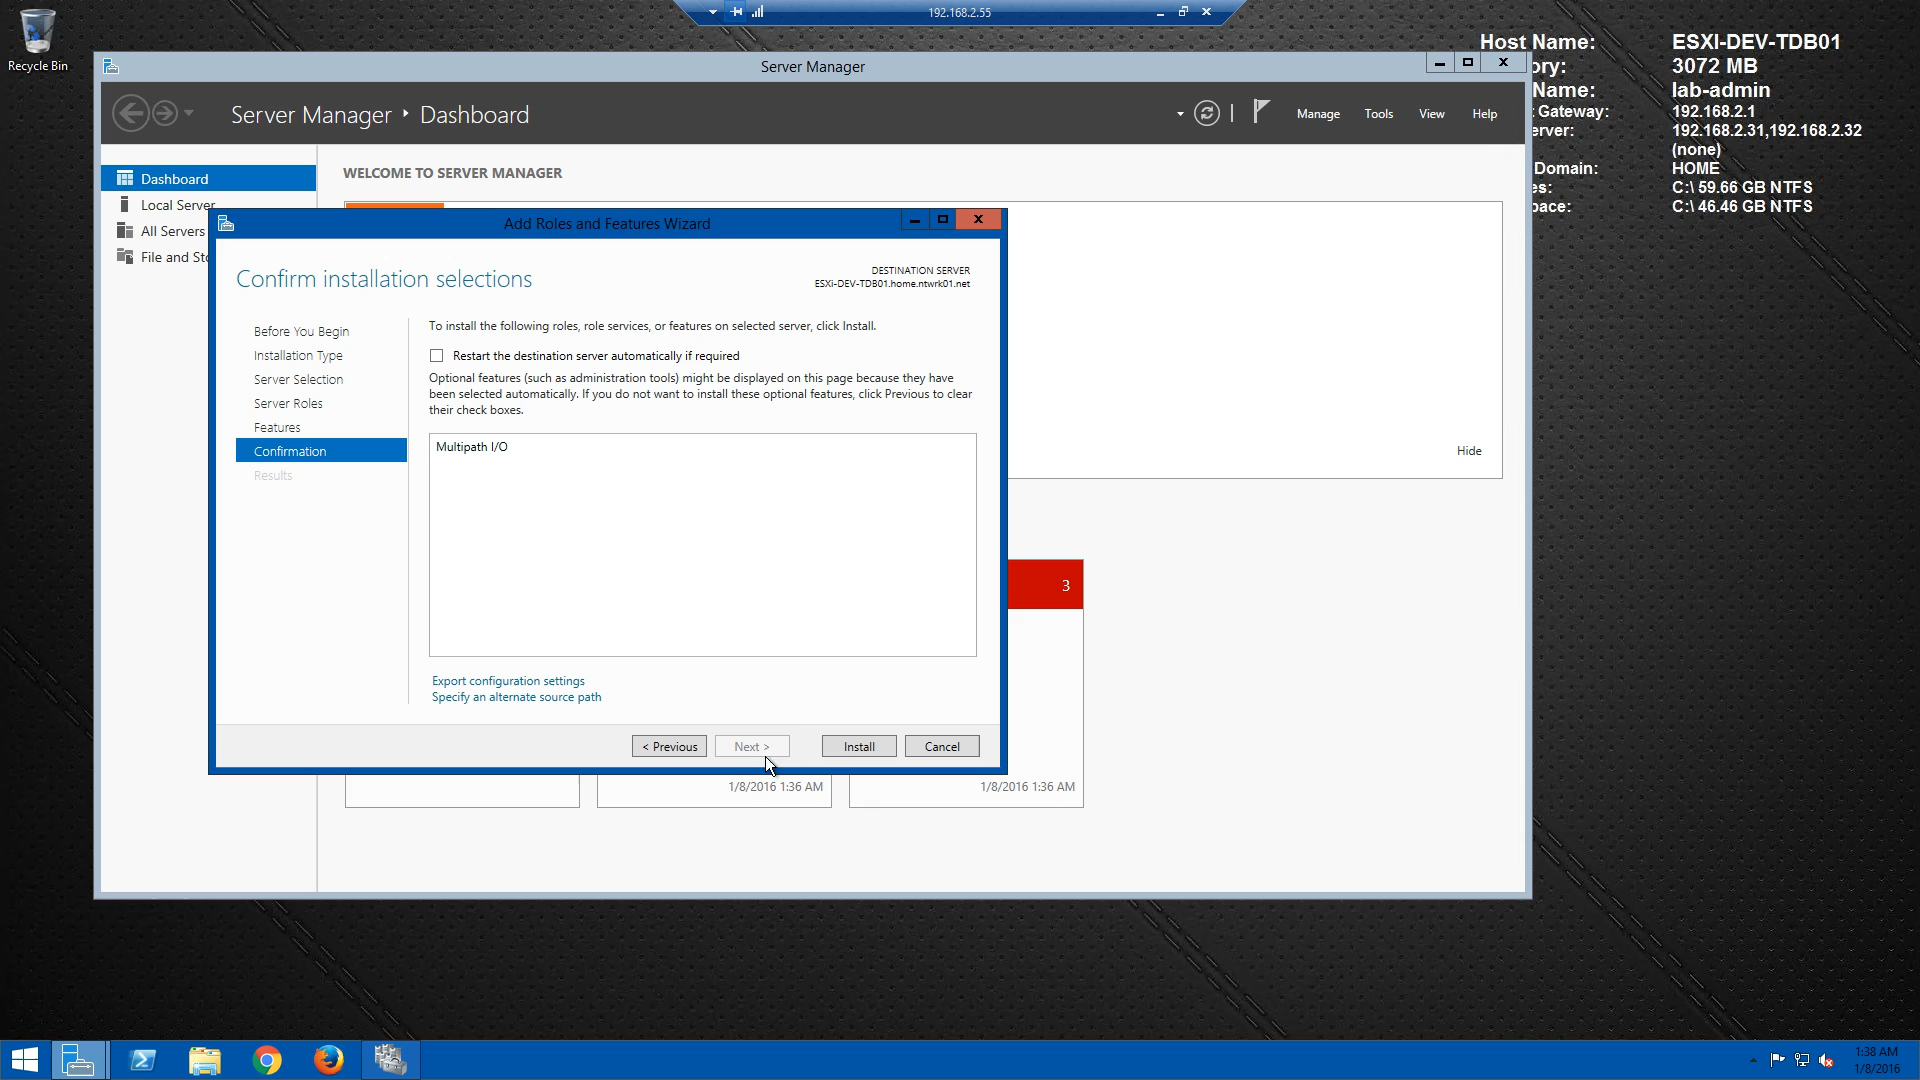 192.168.2.55
Recycle Bin
Host Name: ESXI-DEV-TDB01
ory: 3072 MB
Name: lab-admin
Gateway: 192.168.2.1
erver: 192.168.2.31,192.168.2.32
(none)
Domain: HOME
es: C:\ 59.66 GB NTFS
pace: C:\ 46.46 GB NTFS
Server Manager
Server Manager Dashboard
Manage
Tools
View
Help
Dashboard
Local Server
All Servers
File and Sto
WELCOME TO SERVER MANAGER
Hide
3
1/8/2016 1:36 AM
1/8/2016 1:36 AM
Add Roles and Features Wizard
Confirm installation selections
DESTINATION SERVER
ESXi-DEV-TDB01.home.ntwrk01.net
Before You Begin
Installation Type
Server Selection
Server Roles
Features
Confirmation
Results
To install the following roles, role services, or features on selected server, click Install.
Restart the destination server automatically if required
Optional features (such as administration tools) might be displayed on this page because they have
been selected automatically. If you do not want to install these optional features, click Previous to clear
their check boxes.
Multipath I/O
Export configuration settings
Specify an alternate source path
< Previous
Next >
Install
Cancel
1:38 AM
1/8/2016